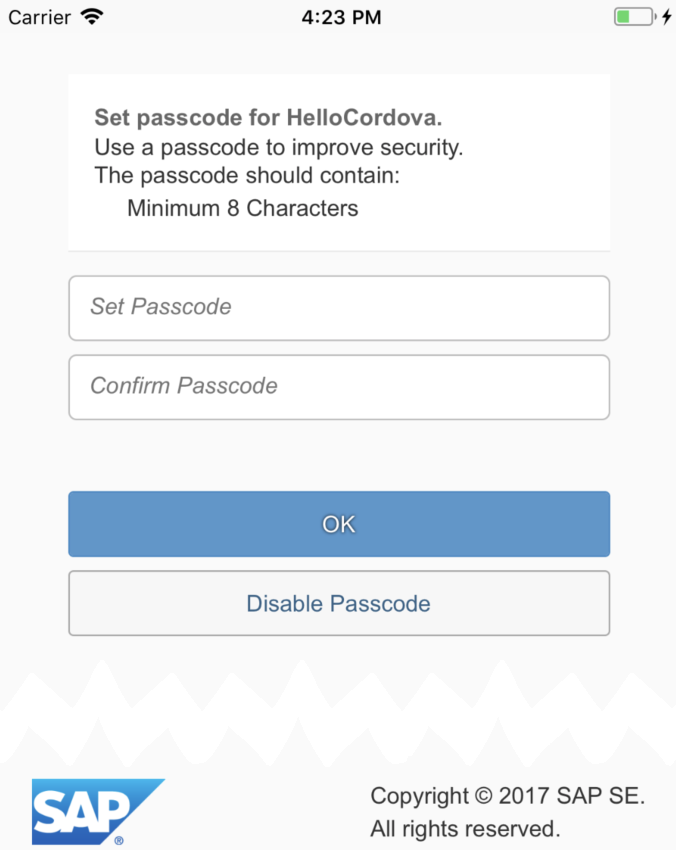 Carrier 4:23 PM
Set passcode for HelloCordova.
Use a passcode to improve security.
The passcode should contain:
Minimum 8 Characters
Set Passcode
Confirm Passcode
OK
Disable Passcode
SAP®
Copyright © 2017 SAP SE.
All rights reserved.